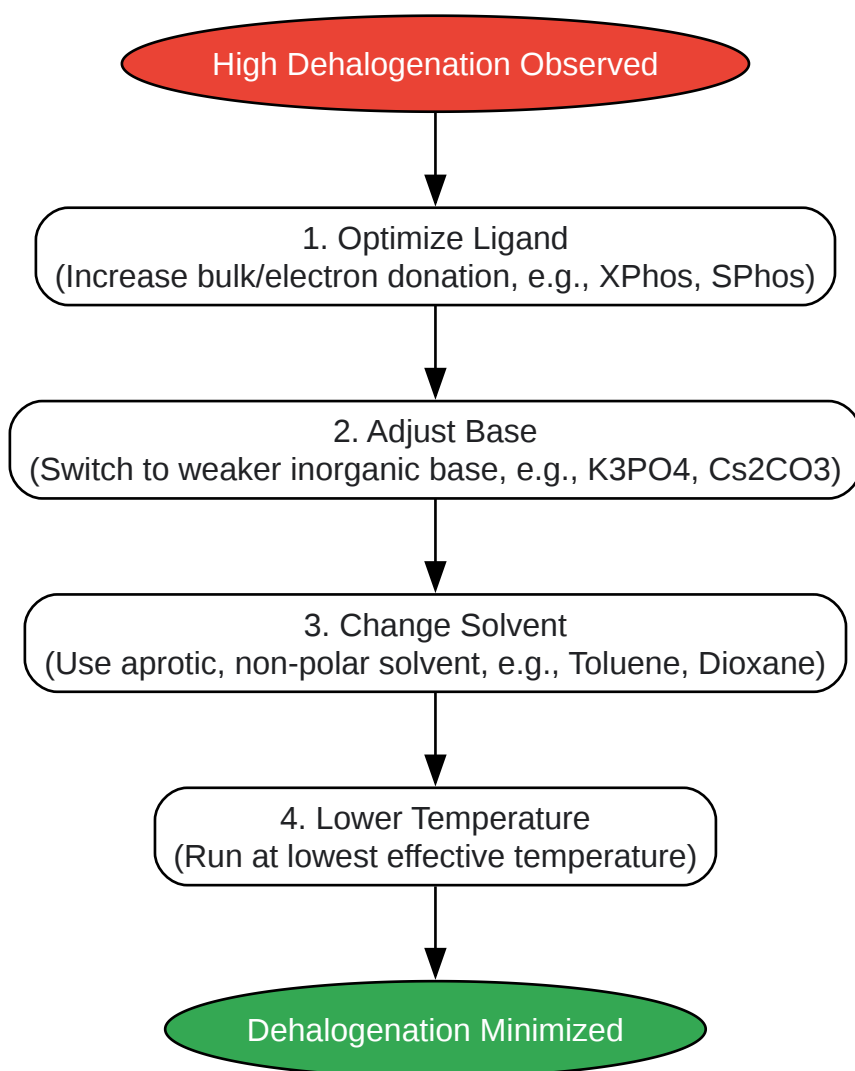 High Dehalogenation Observed
1. Optimize Ligand
(Increase bulk/electron donation, e.g., XPhos, SPhos)
2. Adjust Base
(Switch to weaker inorganic base, e.g., K3PO4, Cs2CO3)
3. Change Solvent
(Use aprotic, non-polar solvent, e.g., Toluene, Dioxane)
4. Lower Temperature
(Run at lowest effective temperature)
Dehalogenation Minimized